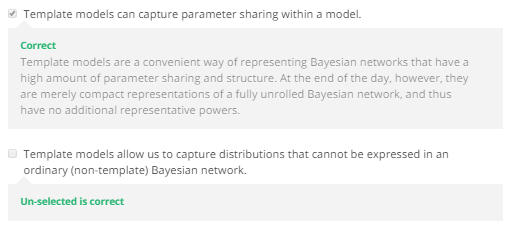 Template models can capture parameter sharing within a model.
Correct
Template models are a convenient way of representing Bayesian networks that have a
high amount of parameter sharing and structure. At the end of the day, however, they
are merely compact representations of a fully unrolled Bayesian network, and thus
have no additional representative powers.
Template models allow us to capture distributions that cannot be expressed in an
ordinary (non-template) Bayesian network.
Un-selected is correct